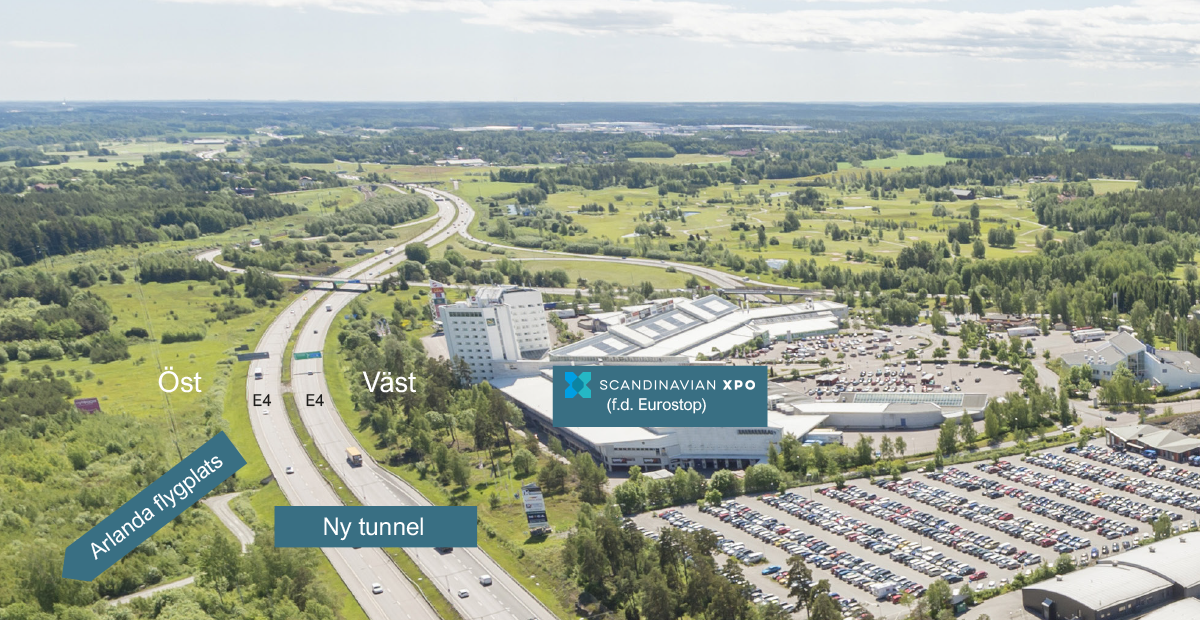 Öst
E4
E4
Väst
SCANDINAVIAN XPO
(f.d. Eurostop)
Arlanda flygplats
Ny tunnel